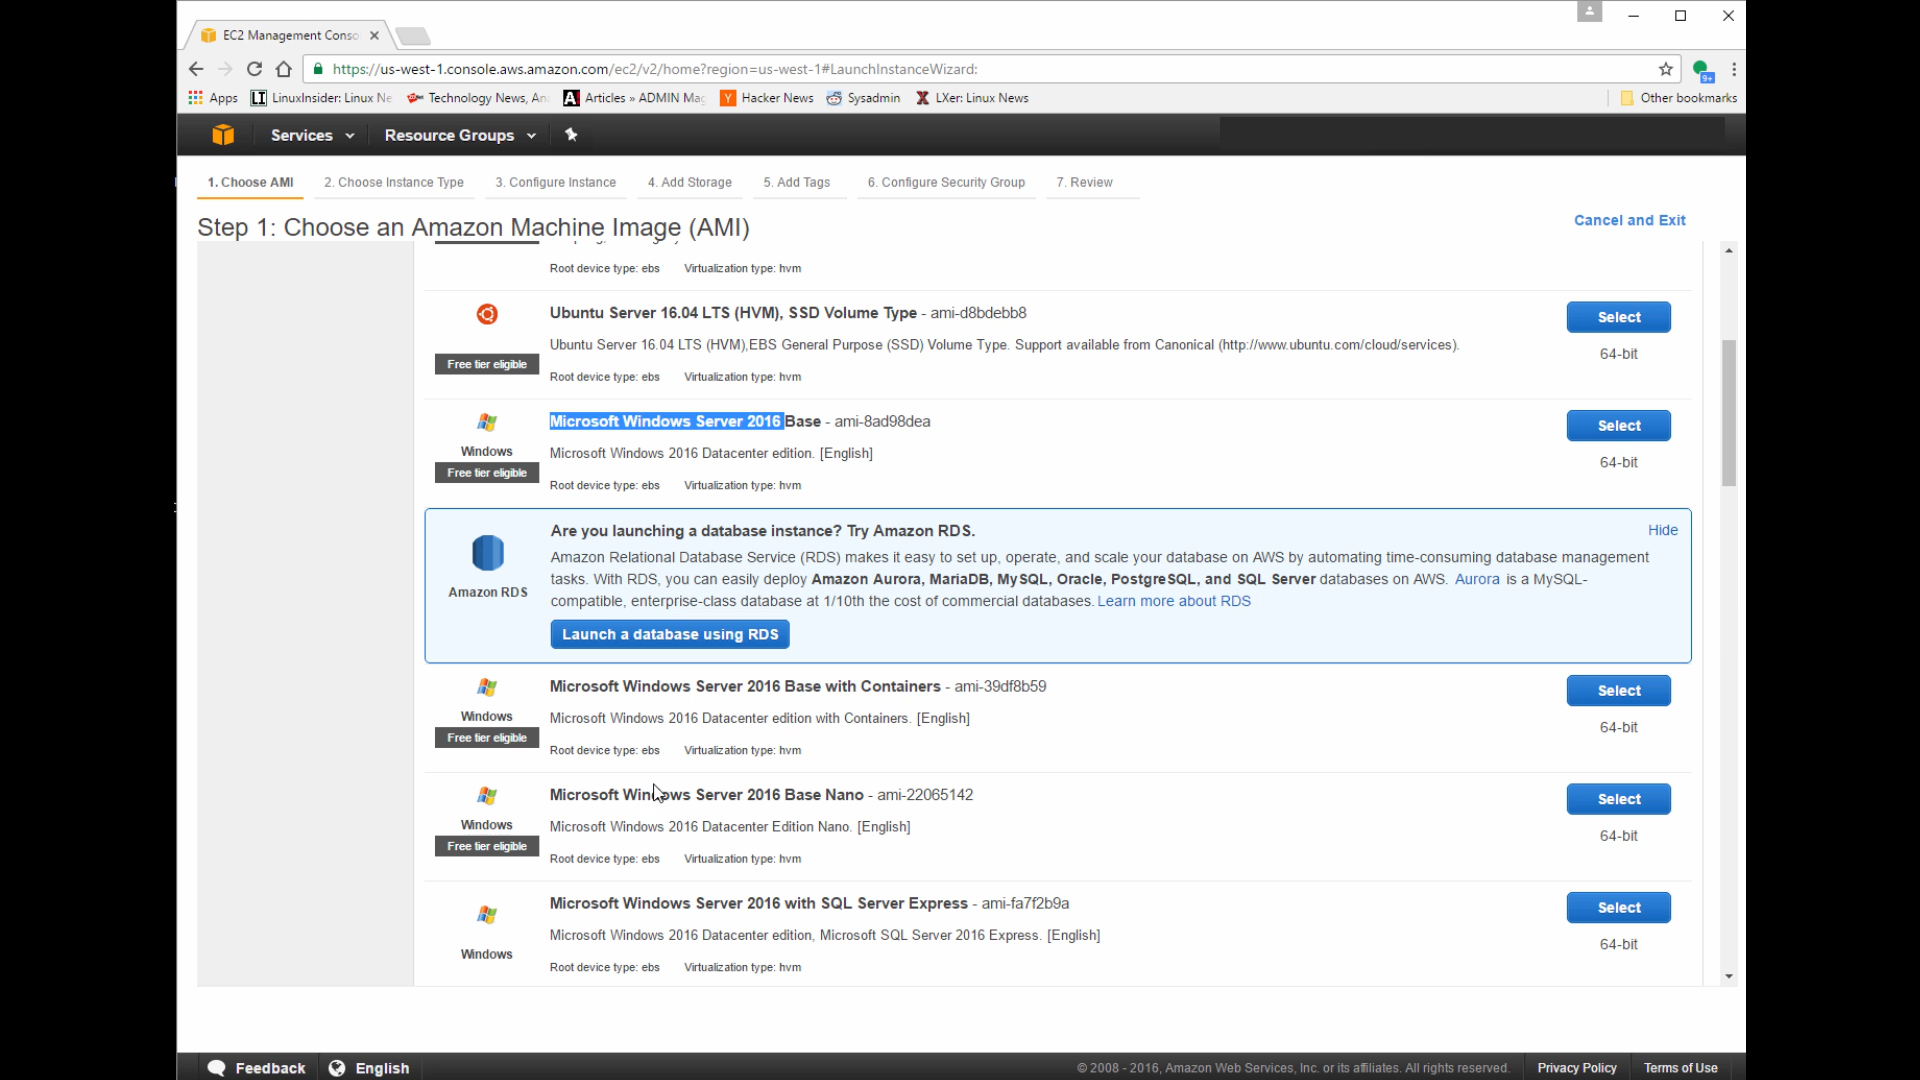 EC2 Management Conso
https://us-west-1.console.aws.amazon.com/ec2/v2/home?region=us-west-1#LaunchInstanceWizard:
9+
Apps
LI
LinuxInsider: Linux Ne
Technology News, An
A
Articles » ADMIN Mag
Y
Hacker News
Sysadmin
LXer: Linux News
Other bookmarks
Services
Resource Groups
1. Choose AMI
2. Choose Instance Type
3. Configure Instance
4. Add Storage
5. Add Tags
6. Configure Security Group
7. Review
Step 1: Choose an Amazon Machine Image (AMI)
Cancel and Exit
Root device type: ebs
Virtualization type: hvm
Ubuntu Server 16.04 LTS (HVM), SSD Volume Type - ami-d8bdebb8
Select
Ubuntu Server 16.04 LTS (HVM),EBS General Purpose (SSD) Volume Type. Support available from Canonical (http://www.ubuntu.com/cloud/services).
64-bit
Free tier eligible
Root device type: ebs
Virtualization type: hvm
Microsoft Windows Server 2016 Base - ami-8ad98dea
Select
Windows
Microsoft Windows 2016 Datacenter edition. [English]
64-bit
Free tier eligible
Root device type: ebs
Virtualization type: hvm
Are you launching a database instance? Try Amazon RDS.
Hide
Amazon Relational Database Service (RDS) makes it easy to set up, operate, and scale your database on AWS by automating time-consuming database management
tasks. With RDS, you can easily deploy Amazon Aurora, MariaDB, MySQL, Oracle, PostgreSQL, and SQL Server databases on AWS. Aurora is a MySQL-
compatible, enterprise-class database at 1/10th the cost of commercial databases. Learn more about RDS
Amazon RDS
Launch a database using RDS
Microsoft Windows Server 2016 Base with Containers - ami-39df8b59
Select
Windows
Microsoft Windows 2016 Datacenter edition with Containers. [English]
64-bit
Free tier eligible
Root device type: ebs
Virtualization type: hvm
Microsoft Windows Server 2016 Base Nano - ami-22065142
Select
Windows
Microsoft Windows 2016 Datacenter Edition Nano. [English]
64-bit
Free tier eligible
Root device type: ebs
Virtualization type: hvm
Microsoft Windows Server 2016 with SQL Server Express - ami-fa7f2b9a
Select
Microsoft Windows 2016 Datacenter edition, Microsoft SQL Server 2016 Express. [English]
64-bit
Windows
Root device type: ebs
Virtualization type: hvm
Feedback
English
© 2008 - 2016, Amazon Web Services, Inc. or its affiliates. All rights reserved.
Privacy Policy
Terms of Use